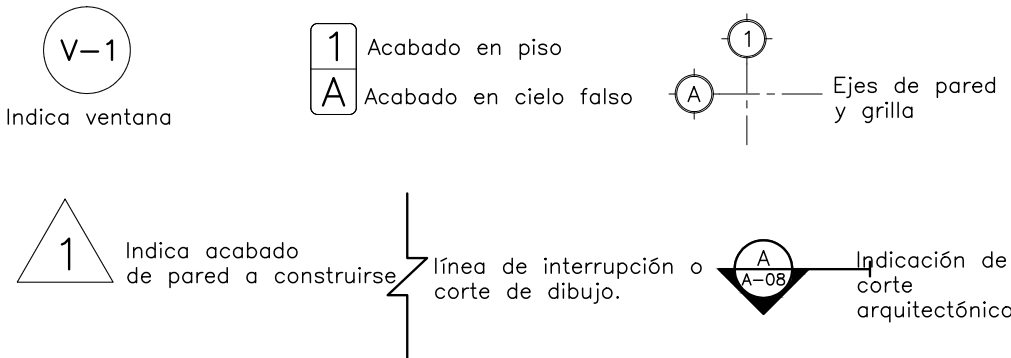 V-1
Indica ventana
1
Acabado en piso
A
Acabado en cielo falso
1
A
Ejes de pared
y grilla
1
Indica acabado
de pared a construirse
línea de interrupción o
corte de dibujo.
A
A-08
Indicación de
corte
arquitectónico